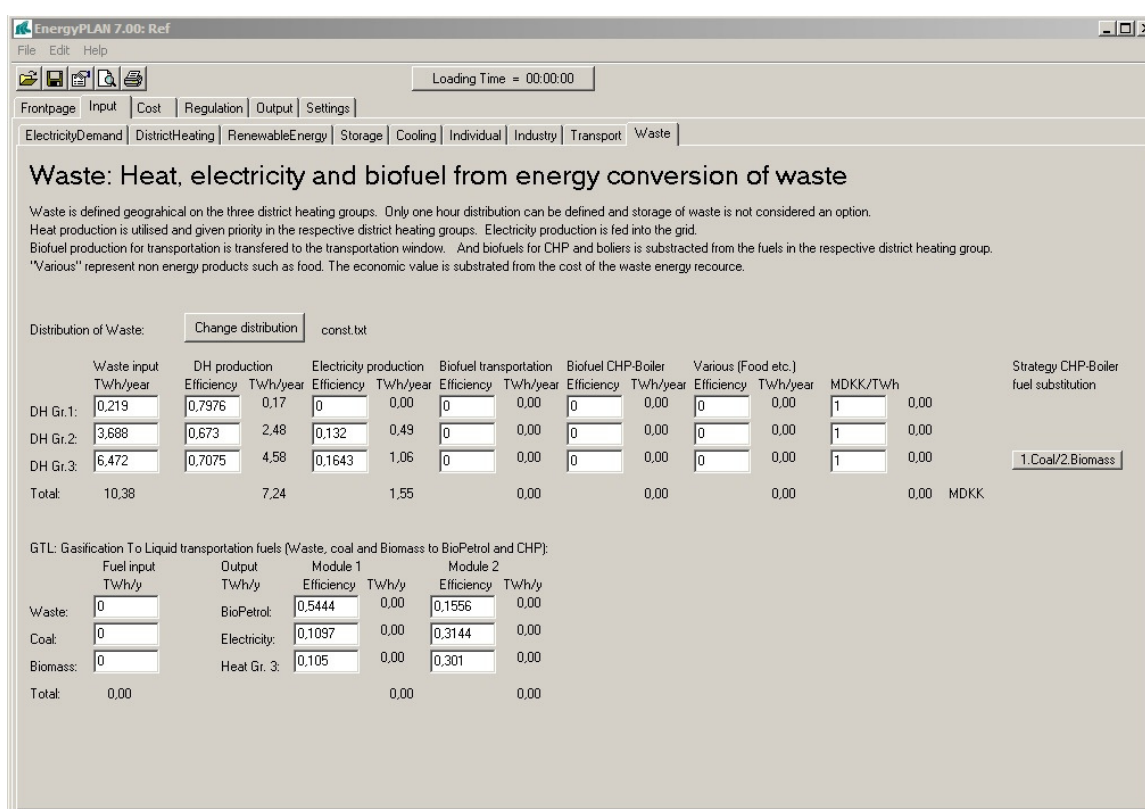 EnergyPLAN 7.00: Ref
File Edit Help
Loading Time = 00:00:00
Frontpage Input Cost Regulation Output Settings
ElectricityDemand DistrictHeating RenewableEnergy Storage Cooling Individual Industry Transport Waste
Waste: Heat, electricity and biofuel from energy conversion of waste
Waste is defined geograhical on the three district heating groups. Only one hour distribution can be defined and storage of waste is not considered an option.
Heat production is utilised and given priority in the respective district heating groups. Electricity production is fed into the grid.
Biofuel production for transportation is transfered to the transportation window. And biofuels for CHP and boliers is substracted from the fuels in the respective district heating group.
"Various" represent non energy products such as food. The economic value is substrated from the cost of the waste energy recource.
Distribution of Waste: Change distribution const.txt
Waste input DH production Electricity production Biofuel transportation Biofuel CHP-Boiler Various (Food etc.) Strategy CHP-Boiler
TWh/year Efficiency TWh/year Efficiency TWh/year Efficiency TWh/year Efficiency TWh/year Efficiency TWh/year MDKK/TWh fuel substitution
DH Gr.1: 0,219 0,7976 0,17 0 0,00 0 0,00 0 0,00 0 0,00 1 0,00
DH Gr.2: 3,688 0,673 2,48 0,132 0,49 0 0,00 0 0,00 0 0,00 1 0,00
DH Gr.3: 6,472 0,7075 4,58 0,1643 1,06 0 0,00 0 0,00 0 0,00 1 0,00 1.Coal/2.Biomass
Total: 10,38 7,24 1,55 0,00 0,00 0,00 0,00 MDKK
GTL: Gasification To Liquid transportation fuels (Waste, coal and Biomass to BioPetrol and CHP):
Fuel input Output Module 1 Module 2
TWh/y TWh/y Efficiency TWh/y Efficiency TWh/y
Waste: 0 BioPetrol: 0,5444 0,00 0,1556 0,00
Coal: 0 Electricity: 0,1097 0,00 0,3144 0,00
Biomass: 0 Heat Gr. 3: 0,105 0,00 0,301 0,00
Total: 0,00 0,00 0,00